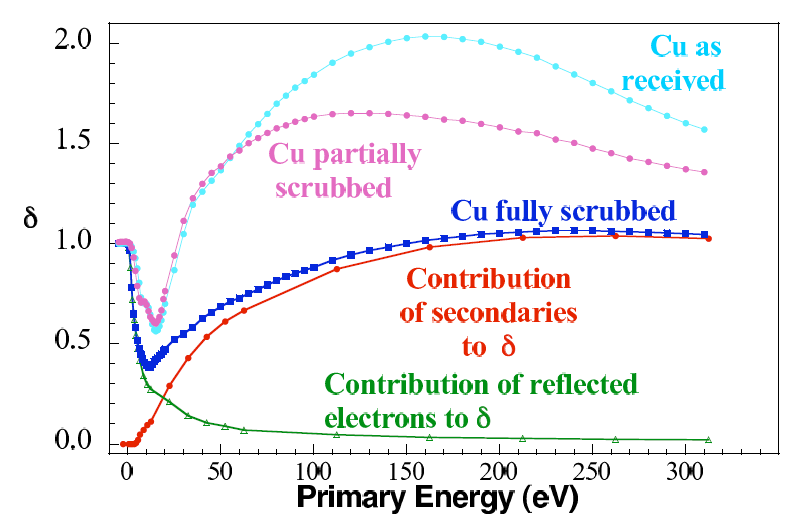 2.0
1.5
1.0
0.5
0.0
δ
Cu as
received
Cu partially
scrubbed
Cu fully scrubbed
Contribution
of secondaries
to δ
Contribution of reflected
electrons to δ
0 50 100 150 200 250 300
Primary Energy (eV)